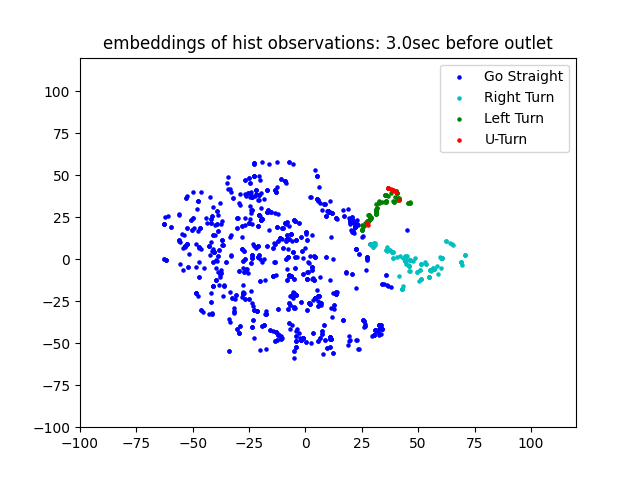 embeddings of hist observations: 3.0sec before outlet
Go Straight
Right Turn
Left Turn
U-Turn
100
75
50
25
0
−25
−50
−75
−100
−100 −75 −50 −25 0 25 50 75 100